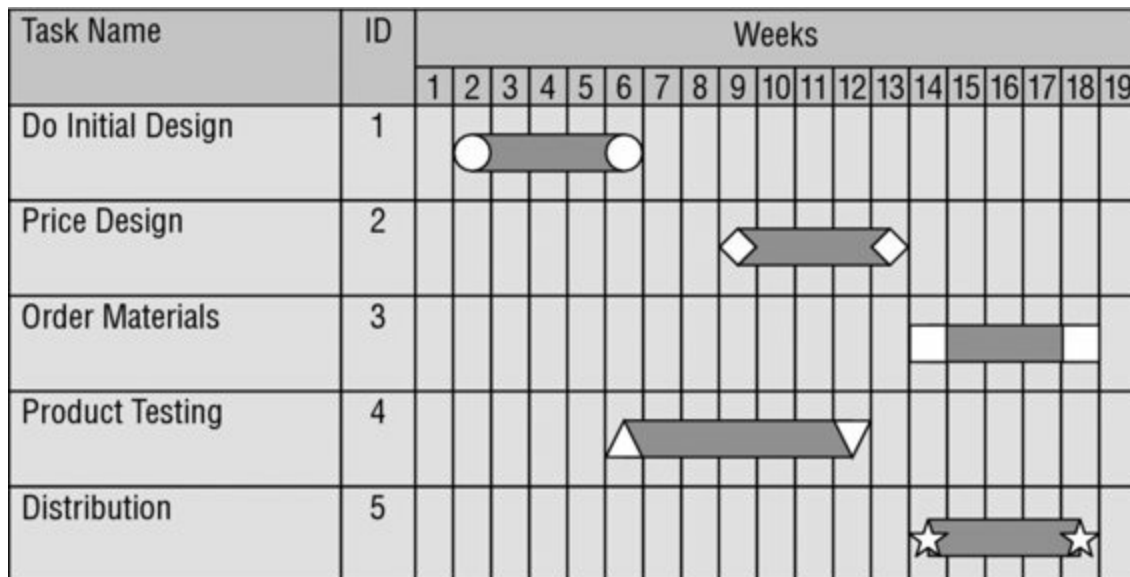 Task Name ID Weeks
1 2 3 4 5 6 7 8 9 10 11 12 13 14 15 16 17 18 19
Do Initial Design 1
Price Design 2
Order Materials 3
Product Testing 4
Distribution 5